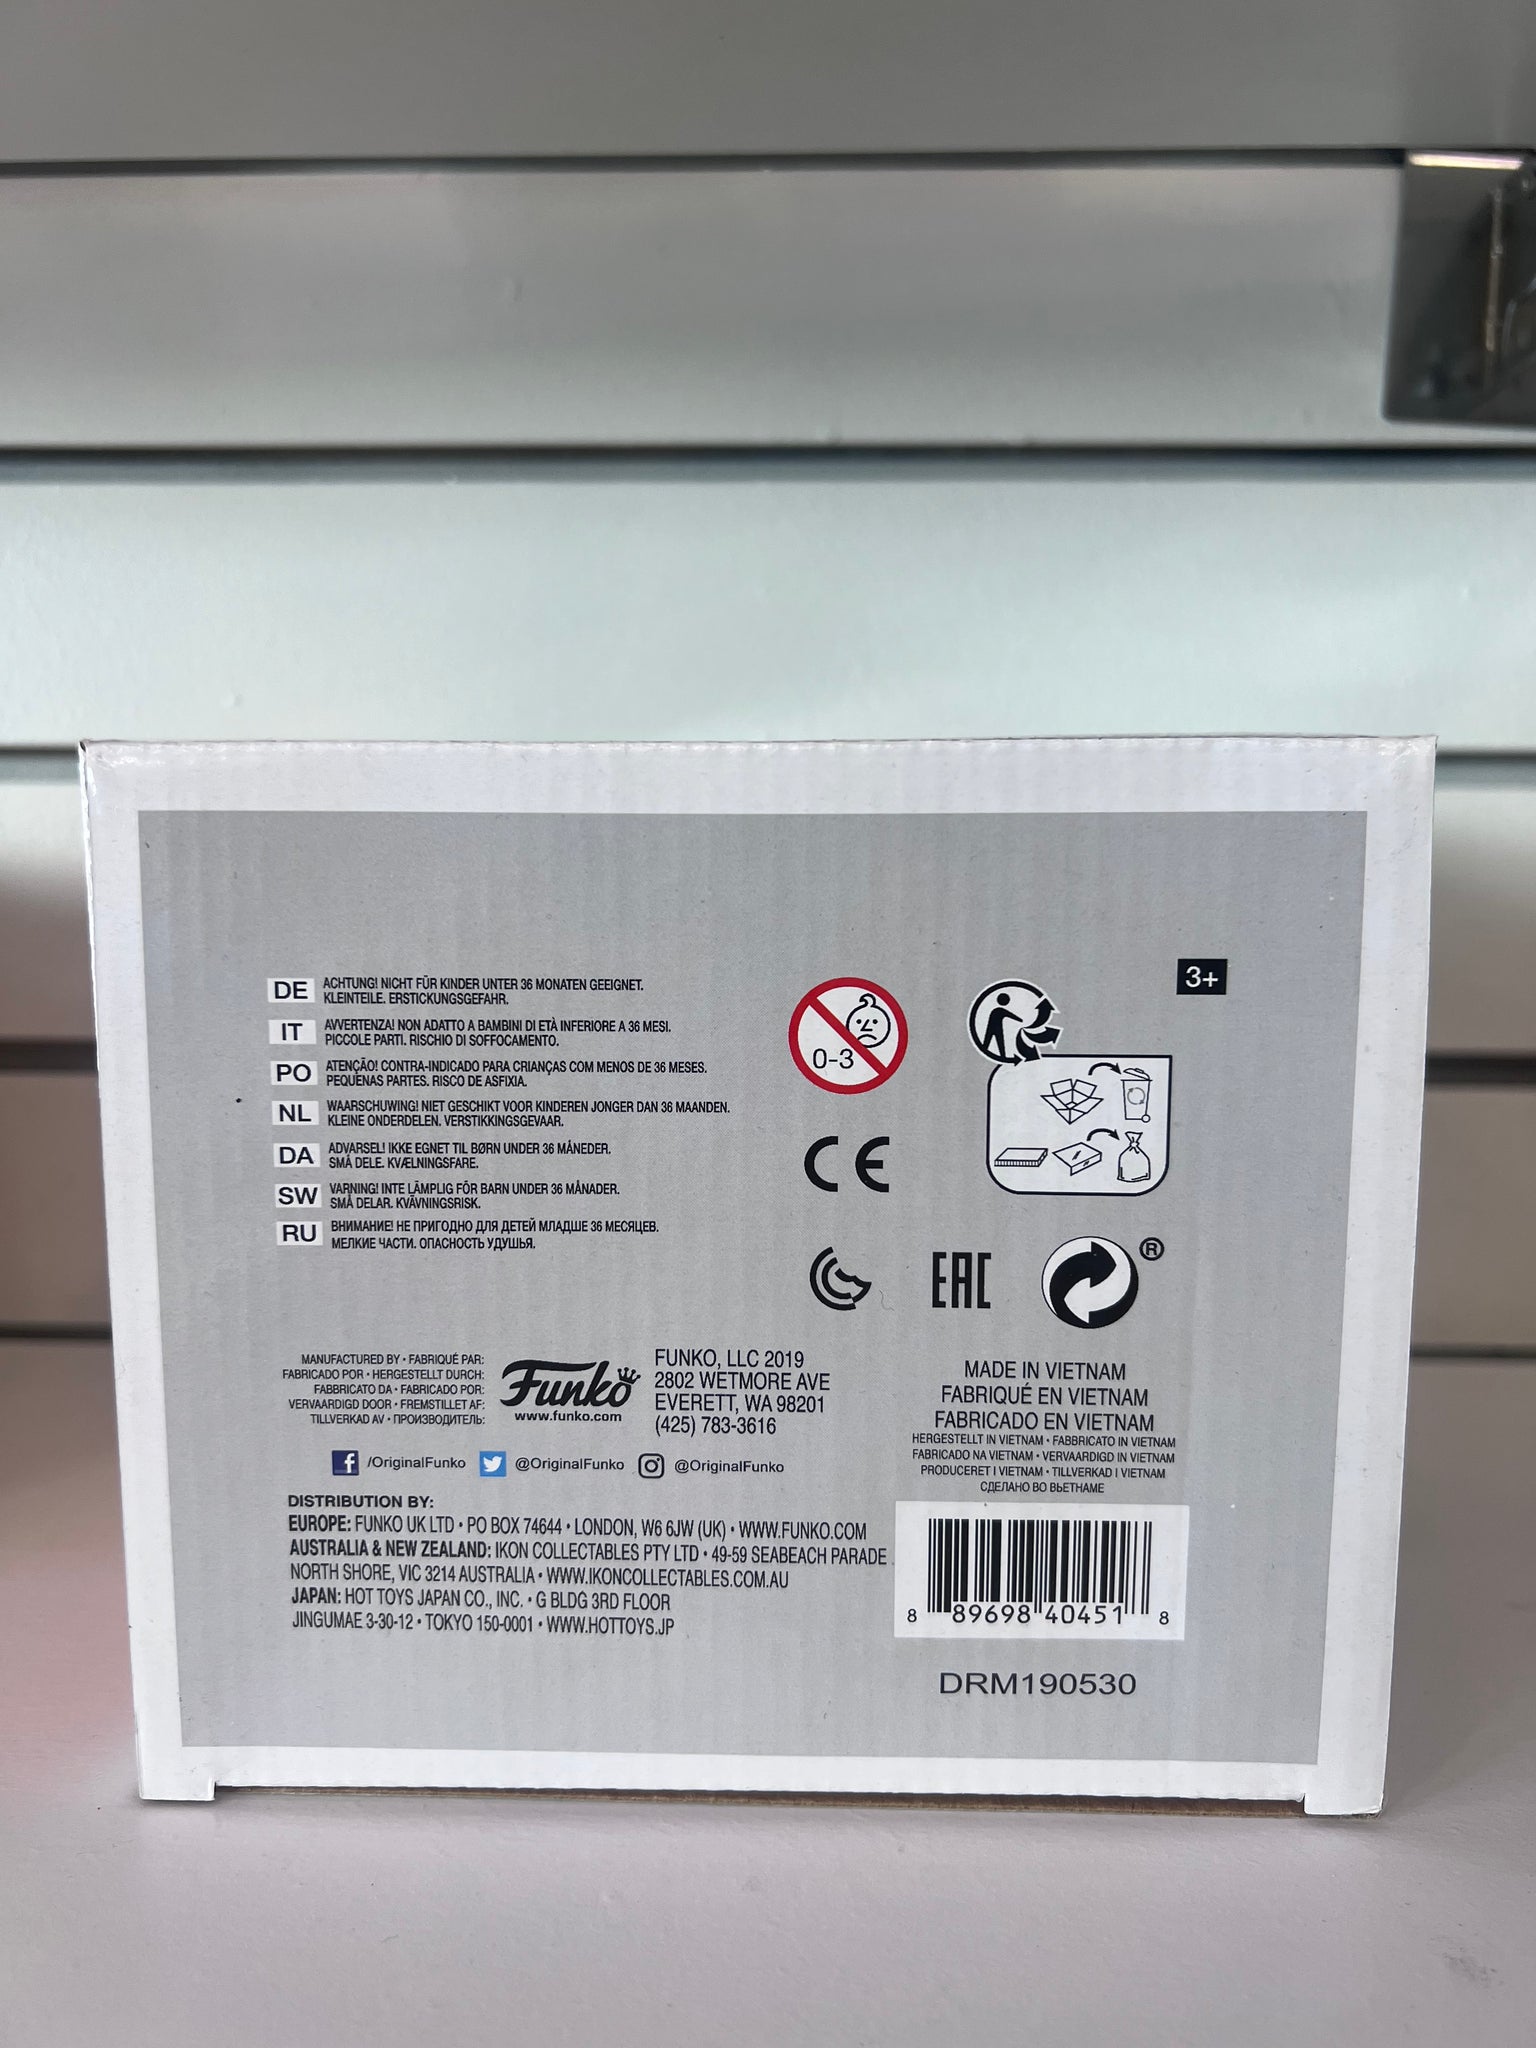 DE ACHTUNG! NICHT FÜR KINDER UNTER 36 MONATEN GEEIGNET.
KLEINTEILE. ERSTICKUNGSGEFAHR.
IT AVVERTENZA! NON ADATTO A BAMBINI DI ETÀ INFERIORE A 36 MESI.
PICCOLE PARTI. RISCHIO DI SOFFOCAMENTO.
PO ATENÇÃO! CONTRA-INDICADO PARA CRIANÇAS COM MENOS DE 36 MESES.
PEQUENAS PARTES. RISCO DE ASFIXIA.
NL WAARSCHUWING! NIET GESCHIKT VOOR KINDEREN JONGER DAN 36 MAANDEN.
KLEINE ONDERDELEN. VERSTIKKINGSGEVAAR.
DA ADVARSEL! IKKE EGNET TIL BØRN UNDER 36 MÅNEDER.
SMÅ DELE. KVÆLNINGSFARE.
SW VARNING! INTE LÄMPLIG FÖR BARN UNDER 36 MÅNADER.
SMÅ DELAR. KVÄVNINGSRISK.
RU ВНИМАНИЕ! НЕ ПРИГОДНО ДЛЯ ДЕТЕЙ МЛАДШЕ 36 МЕСЯЦЕВ.
МЕЛКИЕ ЧАСТИ. ОПАСНОСТЬ УДУШЬЯ.
0-3
3+
CE
EAC
®
MANUFACTURED BY • FABRIQUÉ PAR:
FABRICADO POR • HERGESTELLT DURCH:
FABBRICATO DA • FABRICADO POR:
VERVAARDIGD DOOR • FREMSTILLET AF:
TILLVERKAD AV • ПРОИЗВОДИТЕЛЬ:
Funko
www.funko.com
FUNKO, LLC 2019
2802 WETMORE AVE
EVERETT, WA 98201
(425) 783-3616
/OriginalFunko @OriginalFunko @OriginalFunko
MADE IN VIETNAM
FABRIQUÉ EN VIETNAM
FABRICADO EN VIETNAM
HERGESTELLT IN VIETNAM • FABBRICATO IN VIETNAM
FABRICADO NA VIETNAM • VERVAARDIGD IN VIETNAM
PRODUCERET I VIETNAM • TILLVERKAD I VIETNAM
СДЕЛАНО ВО ВЬЕТНАМЕ
DISTRIBUTION BY:
EUROPE: FUNKO UK LTD • PO BOX 74644 • LONDON, W6 6JW (UK) • WWW.FUNKO.COM
AUSTRALIA & NEW ZEALAND: IKON COLLECTABLES PTY LTD • 49-59 SEABEACH PARADE
NORTH SHORE, VIC 3214 AUSTRALIA • WWW.IKONCOLLECTABLES.COM.AU
JAPAN: HOT TOYS JAPAN CO., INC. • G BLDG 3RD FLOOR
JINGUMAE 3-30-12 • TOKYO 150-0001 • WWW.HOTTOYS.JP
8 89698 40451 8
DRM190530